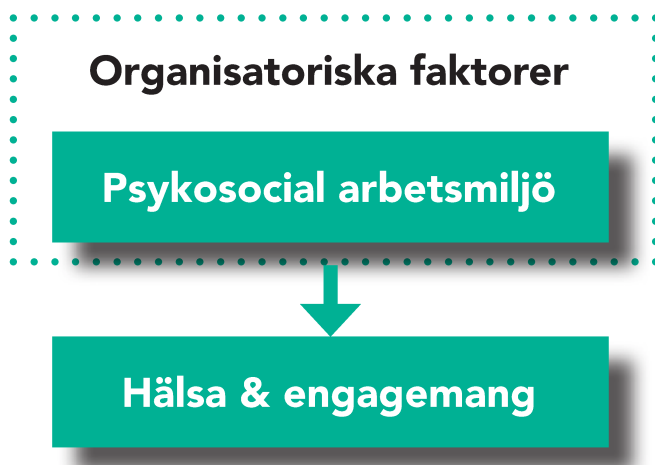 Organisatoriska faktorer
Psykosocial arbetsmiljö
Hälsa & engagemang